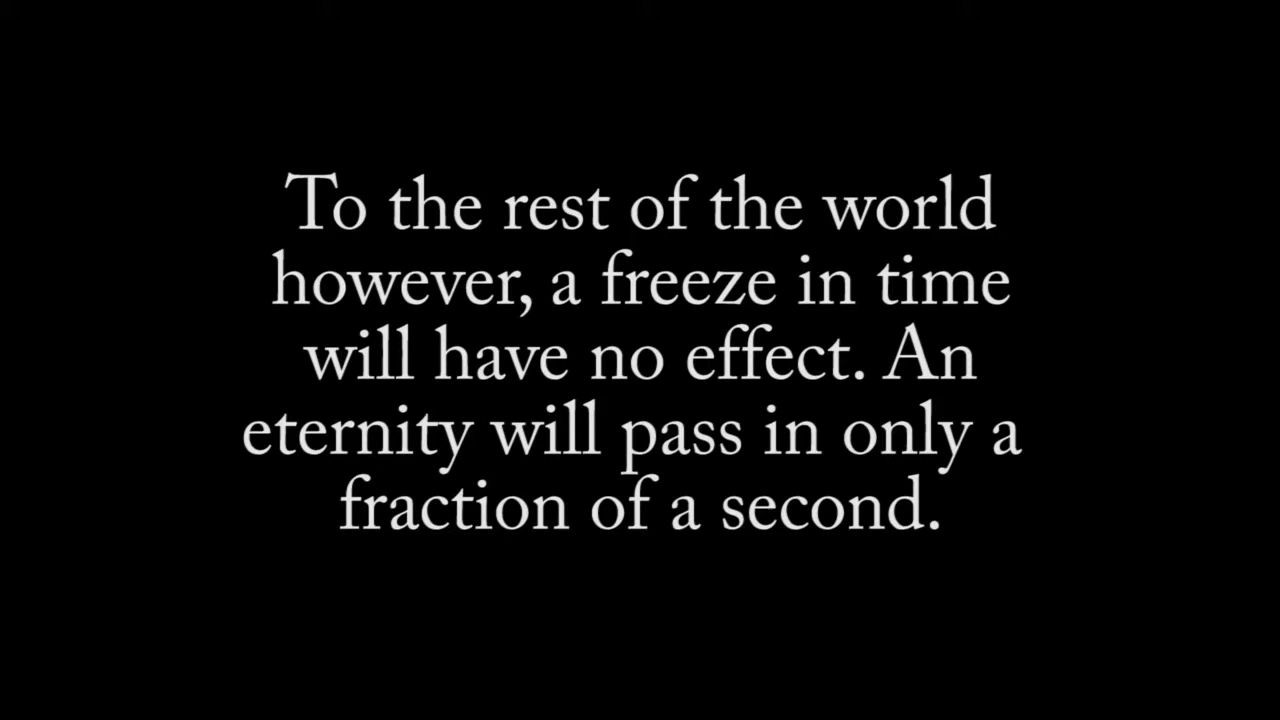 To the rest of the world
however, a freeze in time
will have no effect. An
eternity will pass in only a
fraction of a second.